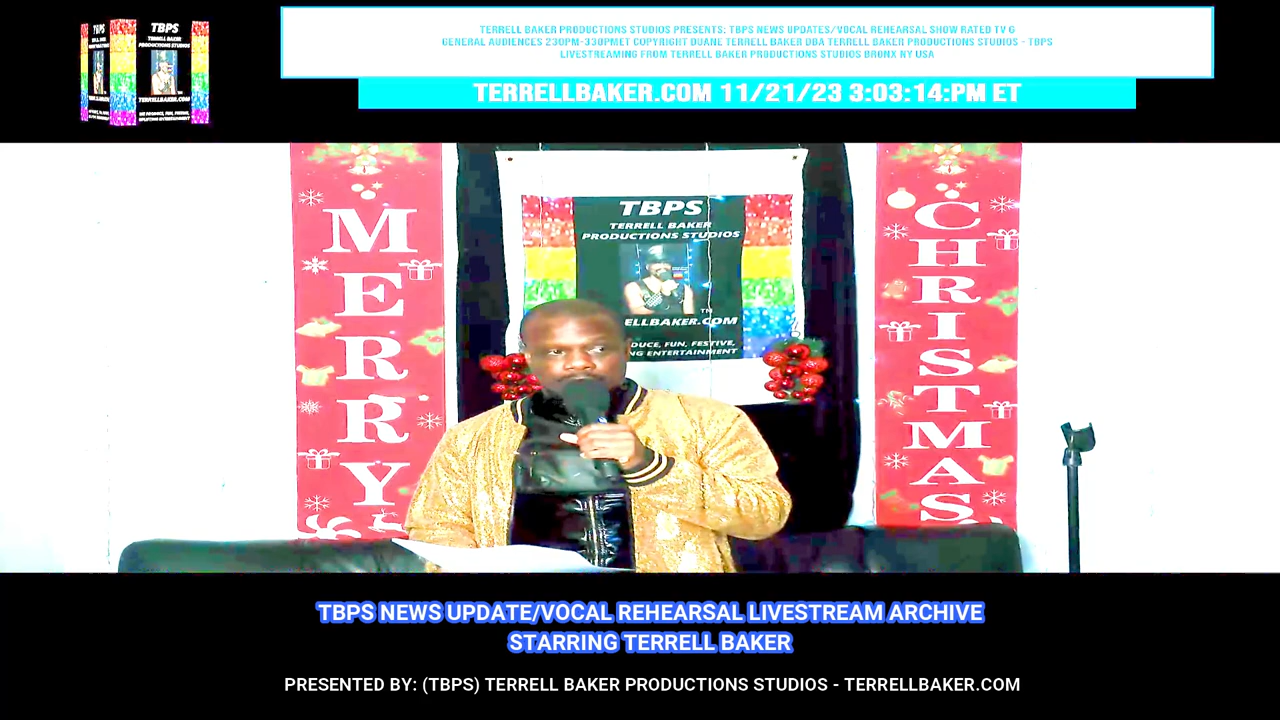 TBPS
TERRELL BAKER
PRODUCTIONS STUDIOS
TERRELL BAKER PRODUCTIONS STUDIOS PRESENTS: TBPS NEWS UPDATES/VOCAL REHEARSAL SHOW RATED TV G
GENERAL AUDIENCES 230PM-330PMET COPYRIGHT DUANE TERRELL BAKER DBA TERRELL BAKER PRODUCTIONS STUDIOS - TBPS
LIVESTREAMING FROM TERRELL BAKER PRODUCTIONS STUDIOS BRONX NY USA
TERRELLBAKER.COM 11/21/23 3:03:14:PM ET
MERRY
TBPS
TERRELL BAKER
PRODUCTIONS STUDIOS
ELLBAKER.COM
DUCE, FUN, FESTIVE,
NG ENTERTAINMENT
CHRISTMAS
TBPS NEWS UPDATE/VOCAL REHEARSAL LIVESTREAM ARCHIVE
STARRING TERRELL BAKER
PRESENTED BY: (TBPS) TERRELL BAKER PRODUCTIONS STUDIOS - TERRELLBAKER.COM